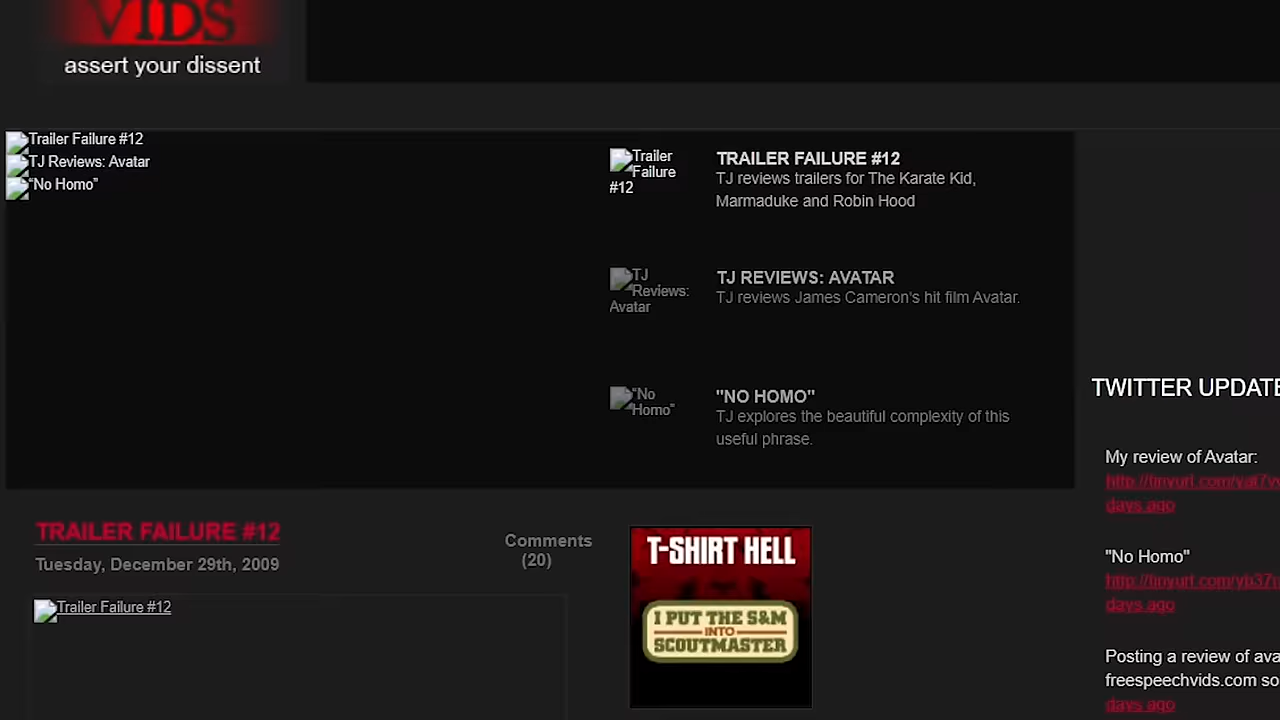 VIDS
assert your dissent
Trailer Failure #12
TJ Reviews: Avatar
“No Homo”
Trailer
Failure
#12
TRAILER FAILURE #12
TJ reviews trailers for The Karate Kid,
Marmaduke and Robin Hood
TJ
Reviews:
Avatar
TJ REVIEWS: AVATAR
TJ reviews James Cameron's hit film Avatar.
“No
Homo”
"NO HOMO"
TJ explores the beautiful complexity of this
useful phrase.
TWITTER UPDATE
My review of Avatar:
days ago
"No Homo"
days ago
Posting a review of ava
freespeechvids.com so
days ago
TRAILER FAILURE #12
Tuesday, December 29th, 2009
Comments
(20)
Trailer Failure #12
T-SHIRT HELL
I PUT THE S&M
INTO
SCOUTMASTER